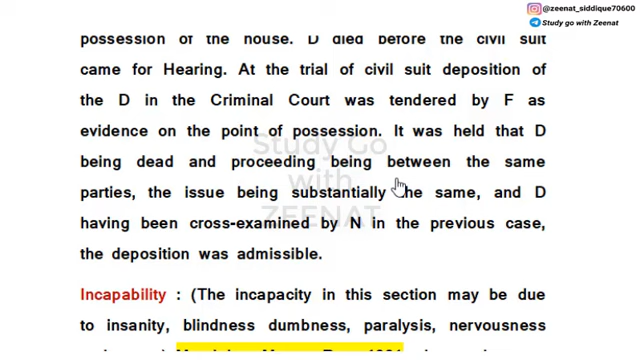 @zeenat_siddique70600
Study go with Zeenat
possession of the house. D died before the civil suit
came for Hearing. At the trial of civil suit deposition of
the D in the Criminal Court was tendered by F as
evidence on the point of possession. It was held that D
being dead and proceeding being between the same
parties, the issue being substantially the same, and D
having been cross-examined by N in the previous case,
the deposition was admissible.
Study Go
with
ZEENAT
Incapability : (The incapacity in this section may be due
to insanity, blindness dumbness, paralysis, nervousness